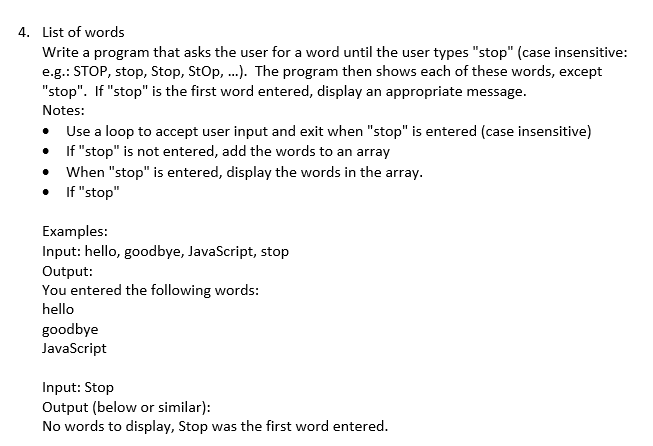 4. List of words
Write a program that asks the user for a word until the user types "stop" (case insensitive:
e.g.: STOP, stop, Stop, StOp, ...). The program then shows each of these words, except
"stop". If "stop" is the first word entered, display an appropriate message.
Notes:
• Use a loop to accept user input and exit when "stop" is entered (case insensitive)
• If "stop" is not entered, add the words to an array
• When "stop" is entered, display the words in the array.
• If "stop"
Examples:
Input: hello, goodbye, JavaScript, stop
Output:
You entered the following words:
hello
goodbye
JavaScript
Input: Stop
Output (below or similar):
No words to display, Stop was the first word entered.